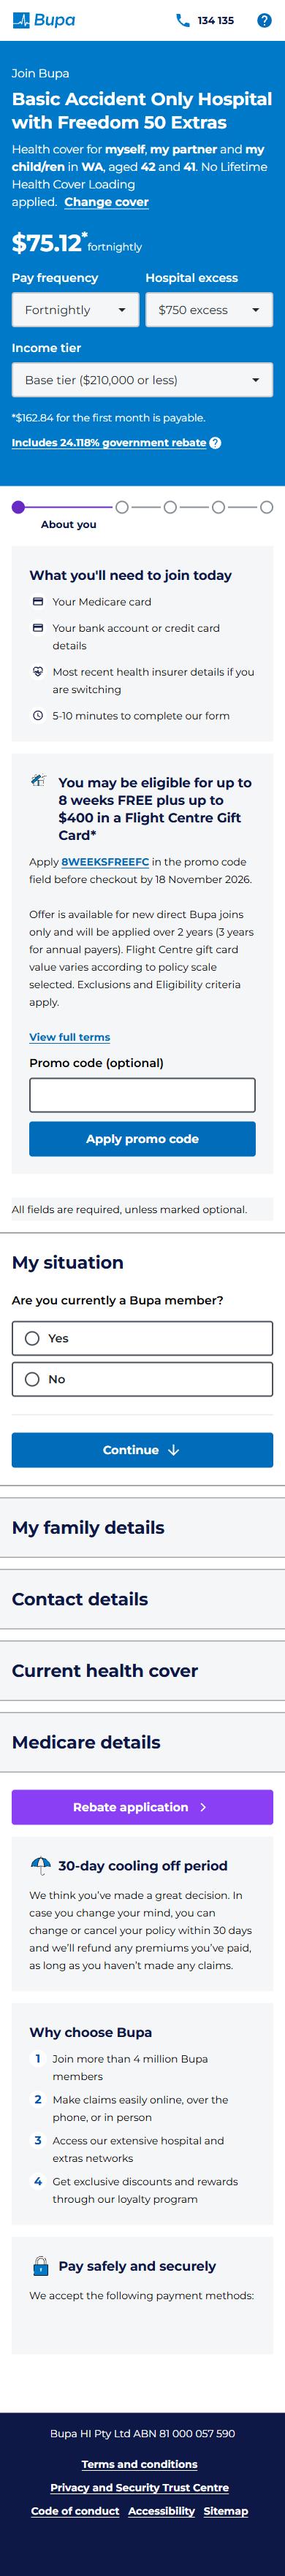 Bupa
134 135
?
Join Bupa
Basic Accident Only Hospital
with Freedom 50 Extras
Health cover for myself, my partner and my
child/ren in WA, aged 42 and 41. No Lifetime
Health Cover Loading
applied. Change cover
$75.12* fortnightly
Pay frequency
Hospital excess
Fortnightly
$750 excess
Income tier
Base tier ($210,000 or less)
*$162.84 for the first month is payable.
Includes 24.118% government rebate ?
About you
What you'll need to join today
Your Medicare card
Your bank account or credit card
details
Most recent health insurer details if you
are switching
5-10 minutes to complete our form
You may be eligible for up to
8 weeks FREE plus up to
$400 in a Flight Centre Gift
Card*
Apply 8WEEKSFREEFC in the promo code
field before checkout by 18 November 2026.
Offer is available for new direct Bupa joins
only and will be applied over 2 years (3 years
for annual payers). Flight Centre gift card
value varies according to policy scale
selected. Exclusions and Eligibility criteria
apply.
View full terms
Promo code (optional)
Apply promo code
All fields are required, unless marked optional.
My situation
Are you currently a Bupa member?
Yes
No
Continue
My family details
Contact details
Current health cover
Medicare details
Rebate application
30-day cooling off period
We think you've made a great decision. In
case you change your mind, you can
change or cancel your policy within 30 days
and we'll refund any premiums you've paid,
as long as you haven't made any claims.
Why choose Bupa
1 Join more than 4 million Bupa
members
2 Make claims easily online, over the
phone, or in person
3 Access our extensive hospital and
extras networks
4 Get exclusive discounts and rewards
through our loyalty program
Pay safely and securely
We accept the following payment methods:
Bupa HI Pty Ltd ABN 81 000 057 590
Terms and conditions
Privacy and Security Trust Centre
Code of conduct Accessibility Sitemap